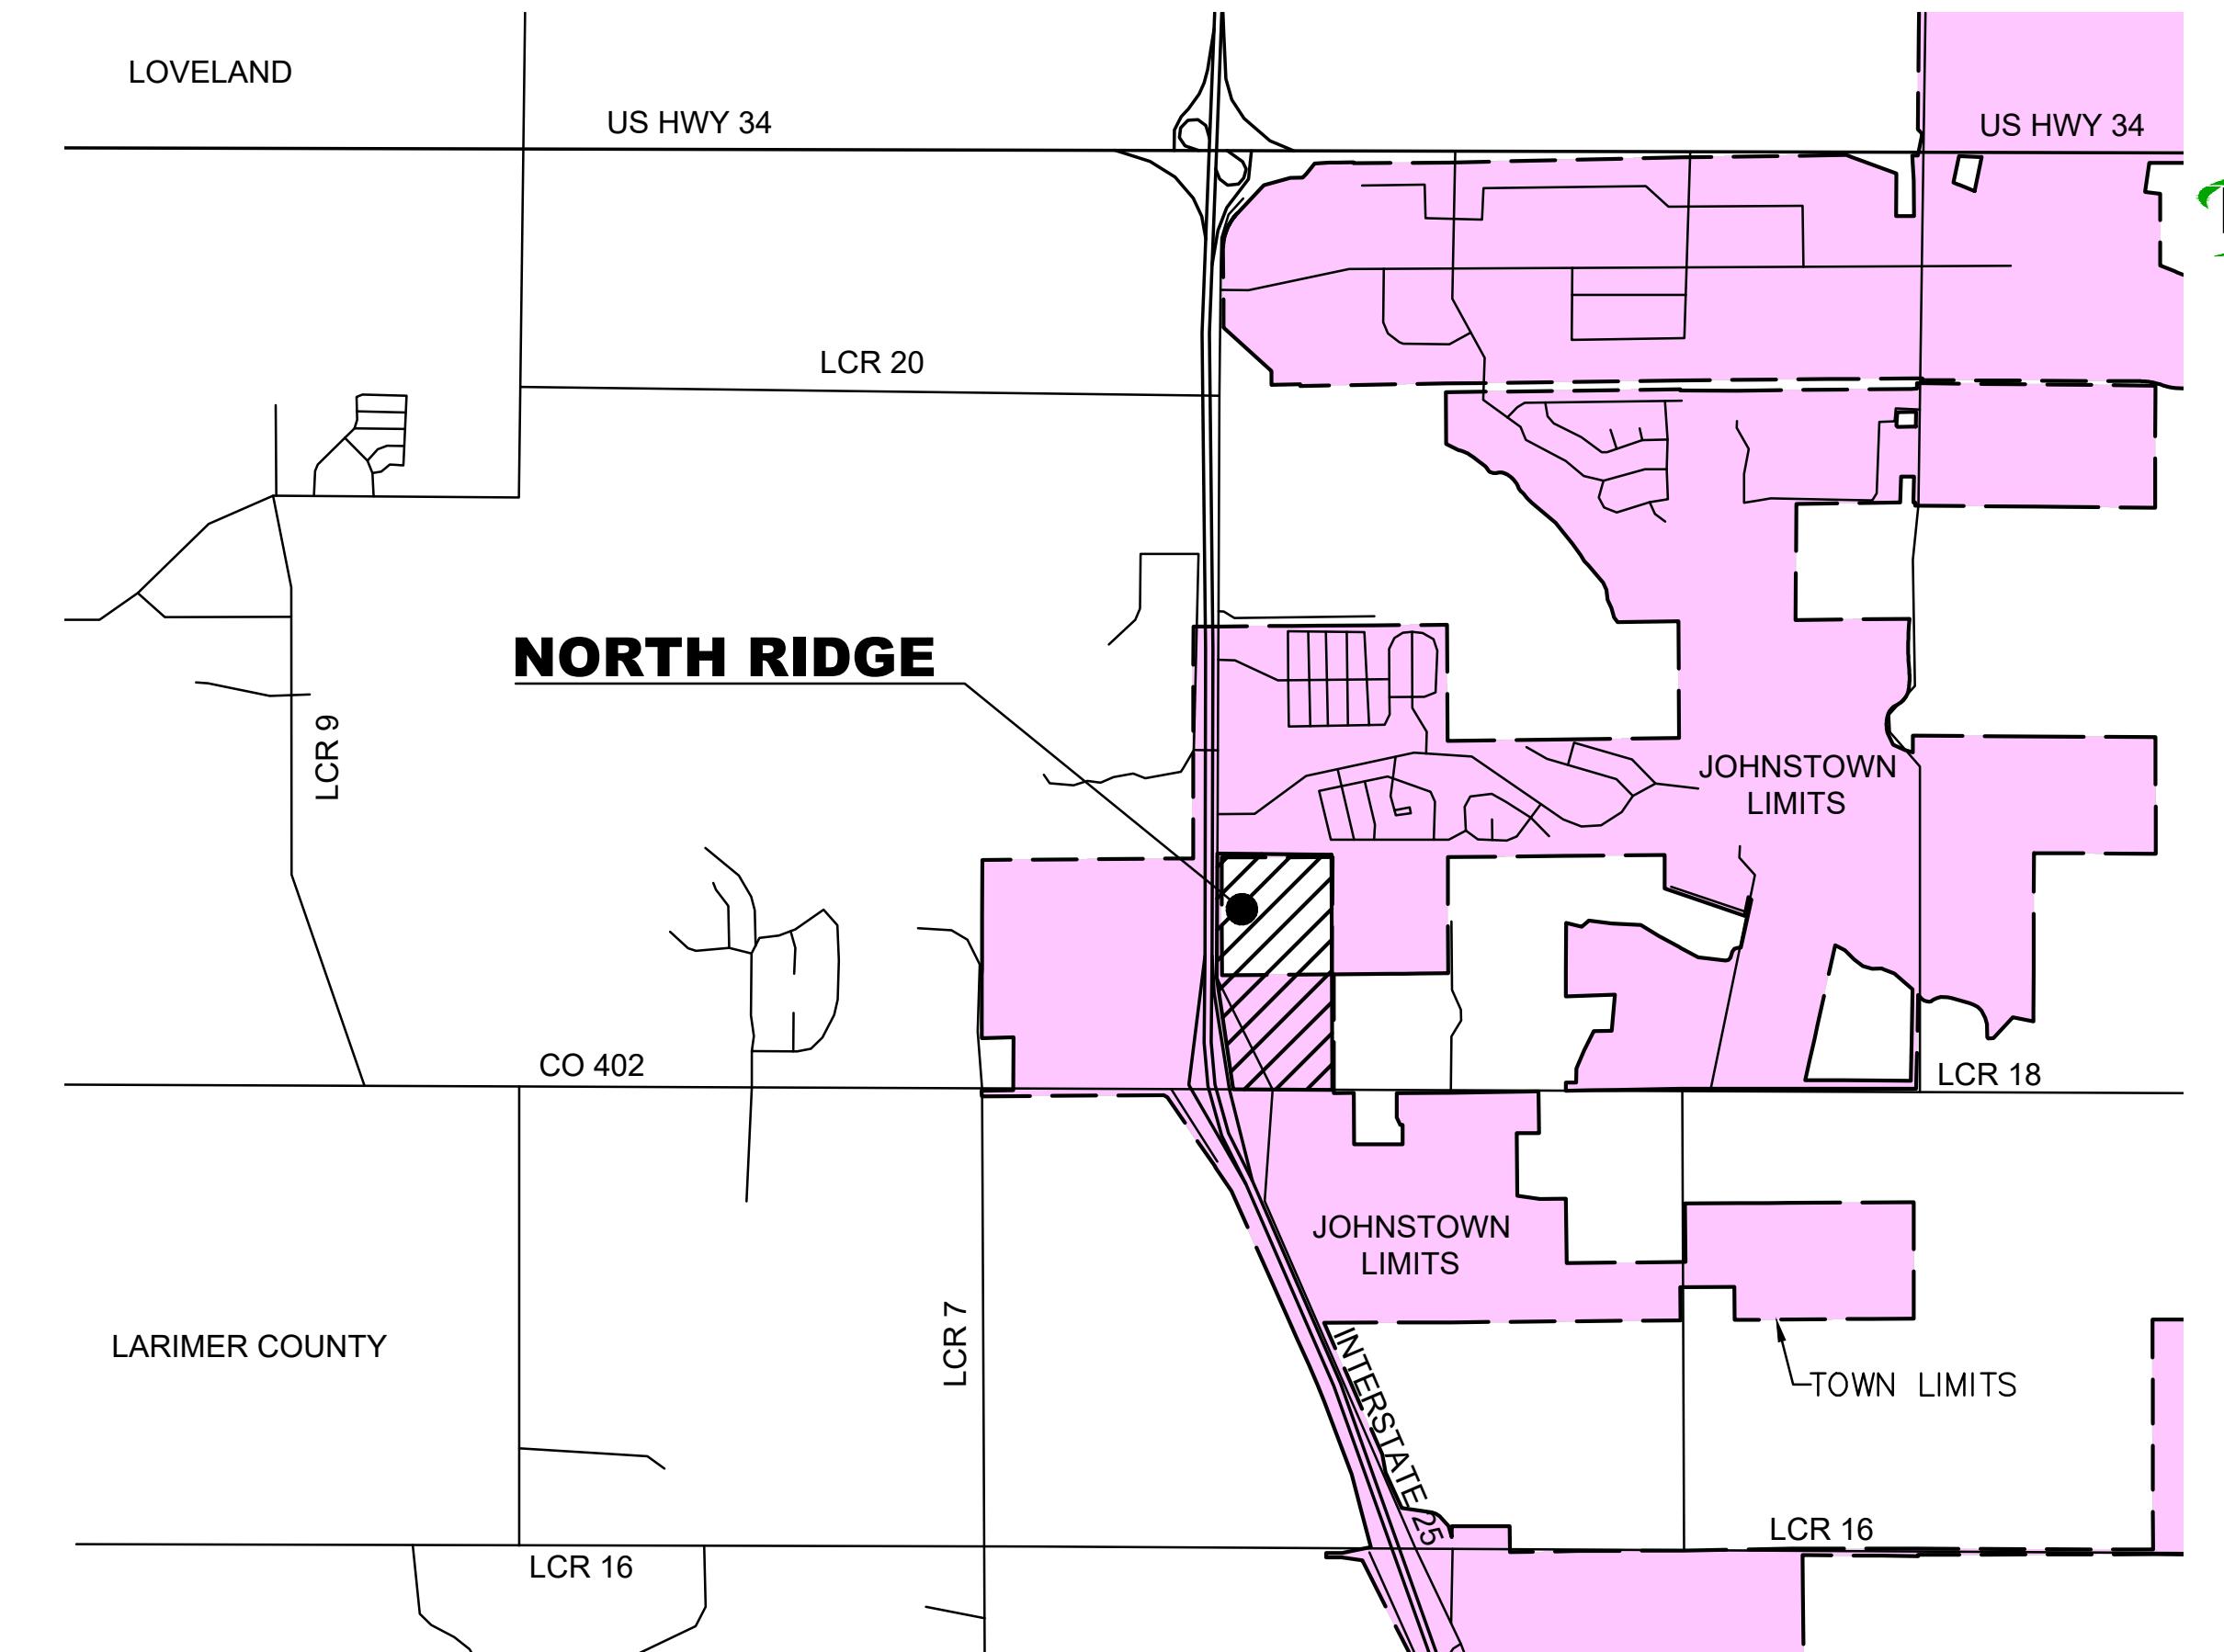 LOVELAND
US HWY 34
US HWY 34
LCR 20
NORTH RIDGE
LCR 9
JOHNSTOWN
LIMITS
CO 402
LCR 18
JOHNSTOWN
LIMITS
LCR 7
LARIMER COUNTY
INTERSTATE 25
TOWN LIMITS
LCR 16
LCR 16